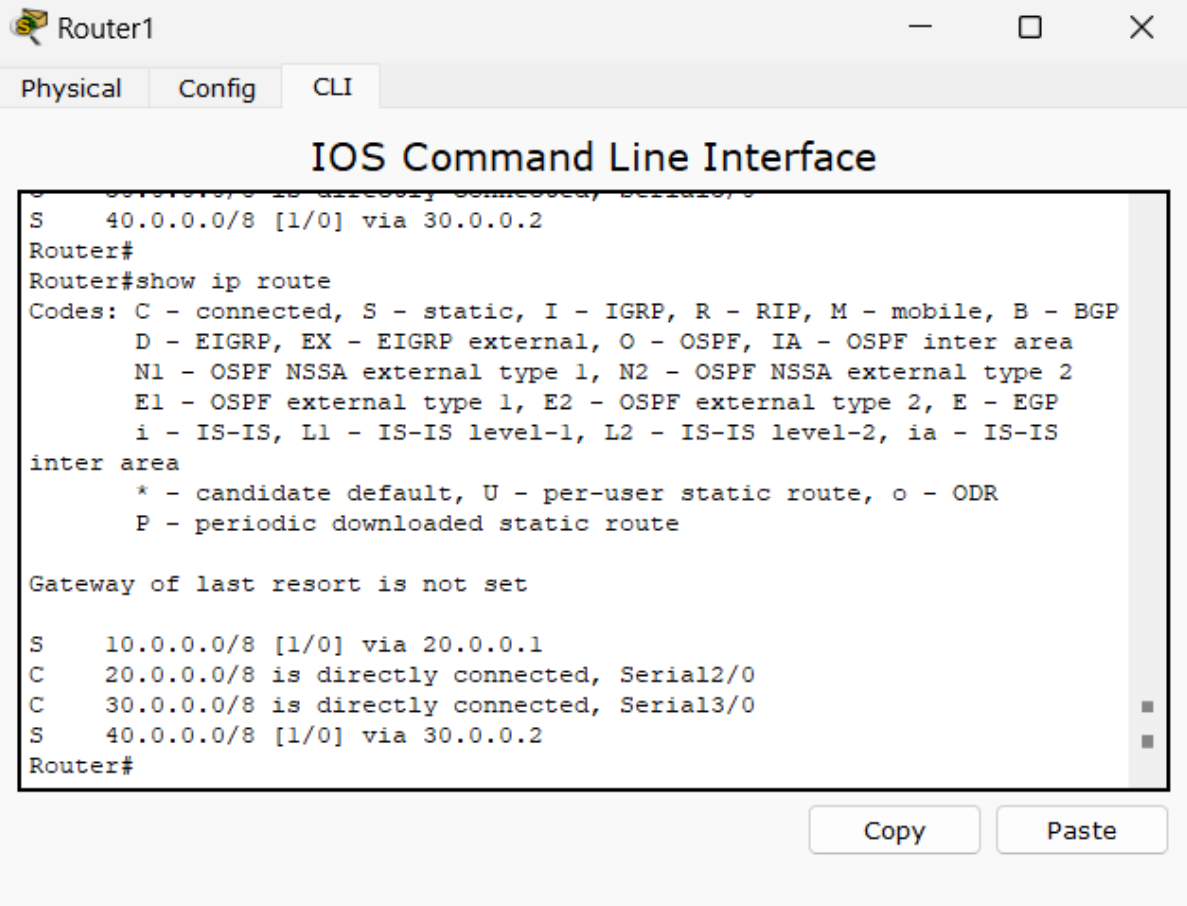 Router1
Physical Config CLI
IOS Command Line Interface
is directly connected,
S 40.0.0.0/8 [1/0] via 30.0.0.2
Router#
Router#show ip route
Codes: C - connected, S - static, I - IGRP, R - RIP, M - mobile, B - BGP
D - EIGRP, EX - EIGRP external, O - OSPF, IA - OSPF inter area
N1 - OSPF NSSA external type 1, N2 - OSPF NSSA external type 2
E1 - OSPF external type 1, E2 - OSPF external type 2, E - EGP
i - IS-IS, L1 - IS-IS level-1, L2 - IS-IS level-2, ia - IS-IS
inter area
* - candidate default, U - per-user static route, o - ODR
P - periodic downloaded static route
Gateway of last resort is not set
S 10.0.0.0/8 [1/0] via 20.0.0.1
C 20.0.0.0/8 is directly connected, Serial2/0
C 30.0.0.0/8 is directly connected, Serial3/0
S 40.0.0.0/8 [1/0] via 30.0.0.2
Router#
Copy Paste